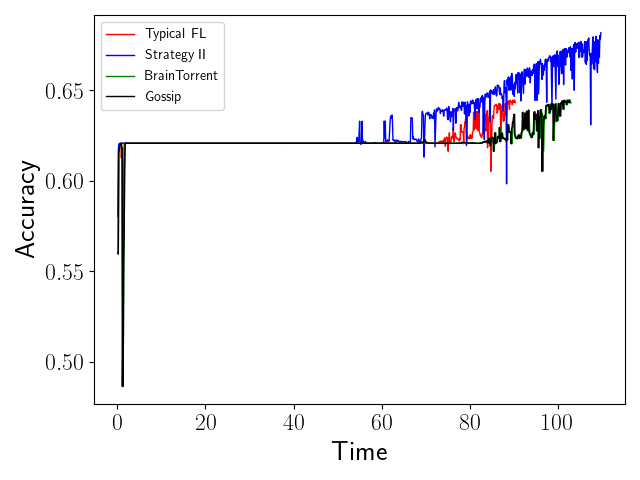 Typical FL
Strategy II
BrainTorrent
Gossip
Accuracy
0.65
0.60
0.55
0.50
0 20 40 60 80 100
Time